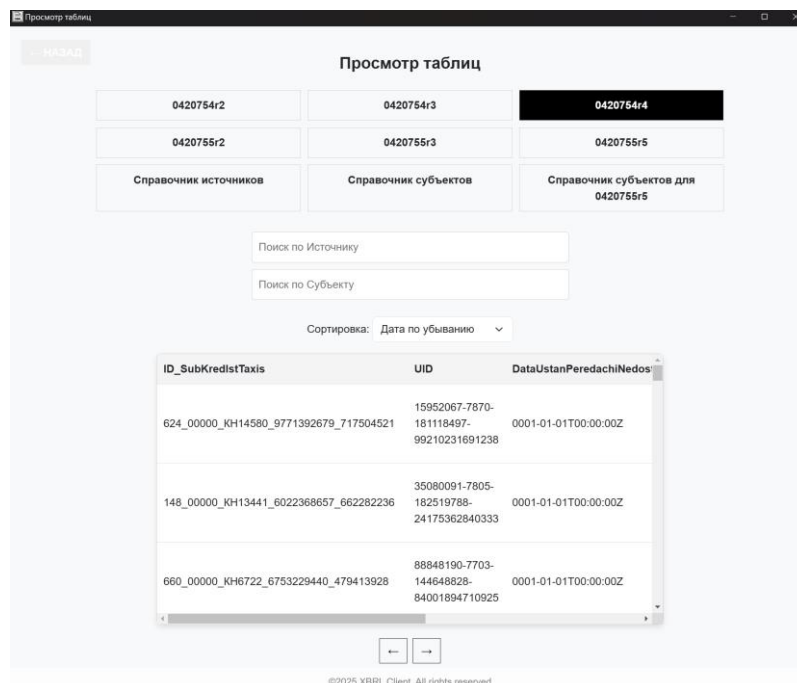 Просмотр таблиц
← НАЗАД
Просмотр таблиц
0420754r2 0420754r3 0420754r4
0420755r2 0420755r3 0420755r5
Справочник источников Справочник субъектов Справочник субъектов для
0420755r5
Поиск по Источнику
Поиск по Субъекту
Сортировка: Дата по убыванию
ID_SubKredIstTaxis UID DataUstanPeredachiNedos
15952067-7870-
624_00000_KH14580_9771392679_717504521 181118497- 0001-01-01T00:00:00Z
99210231691238
35080091-7805-
148_00000_KH13441_6022368657_662282236 182519788- 0001-01-01T00:00:00Z
24175362840333
88848190-7703-
660_00000_KH6722_6753229440_479413928 144648828- 0001-01-01T00:00:00Z
84001894710925
← →
©2025 XBRL Client. All rights reserved